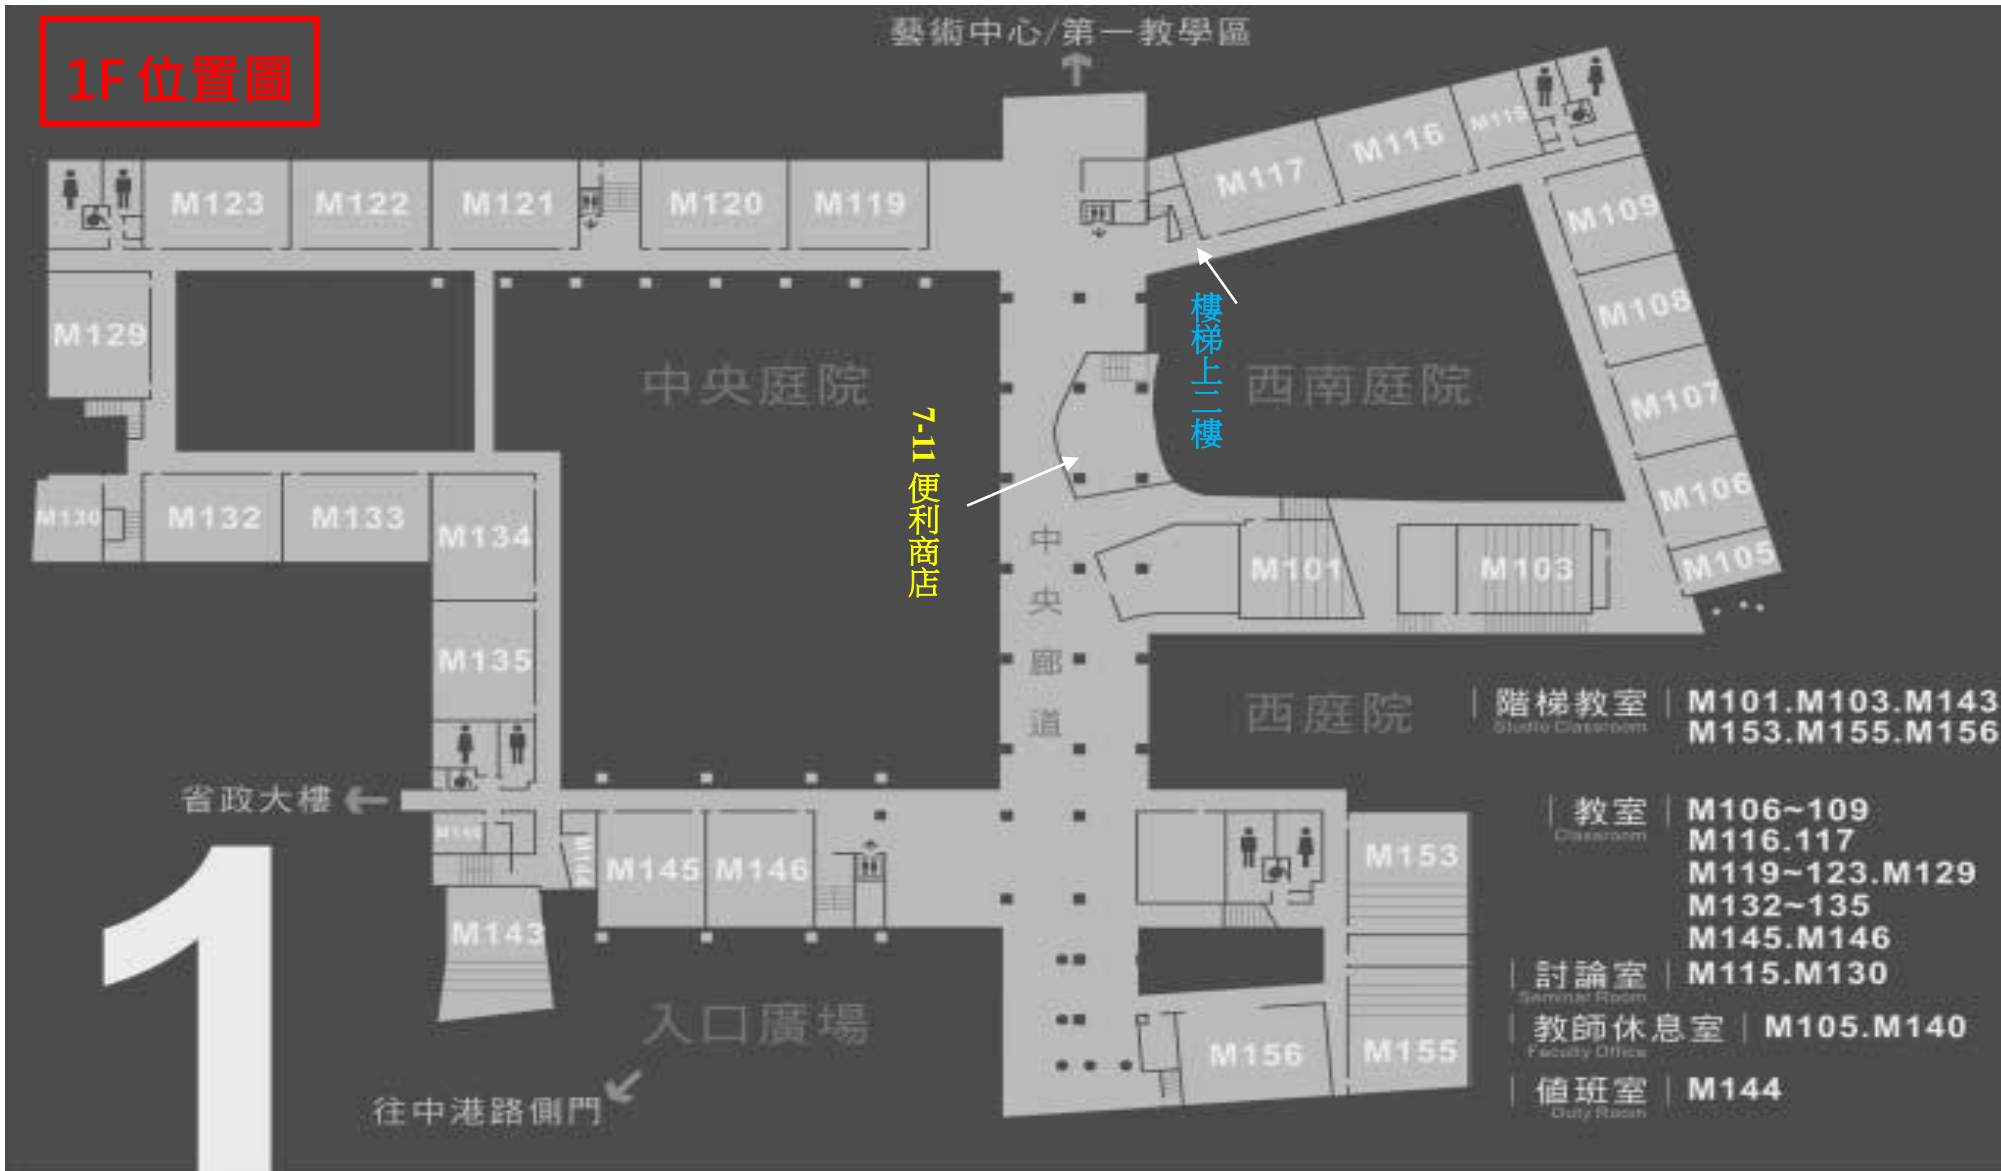 1F 位置圖
藝術中心/第一教學區
M123
M122
M121
M120
M119
M117
M116
M115
M109
M108
M107
M106
M105
M129
中央庭院
西南庭院
樓梯上二樓
7-11 便利商店
M130
M132
M133
M134
M135
中央廊道
M101
M103
西庭院
省政大樓
M140
M144
M145
M146
M143
M153
M155
M156
入口廣場
往中港路側門
1
階梯教室 M101.M103.M143
Studio Classroom M153.M155.M156
教室 M106~109
Classroom M116.117
M119~123.M129
M132~135
M145.M146
討論室 M115.M130
Seminar Room
教師休息室 M105.M140
Faculty Office
值班室 M144
Duty Room